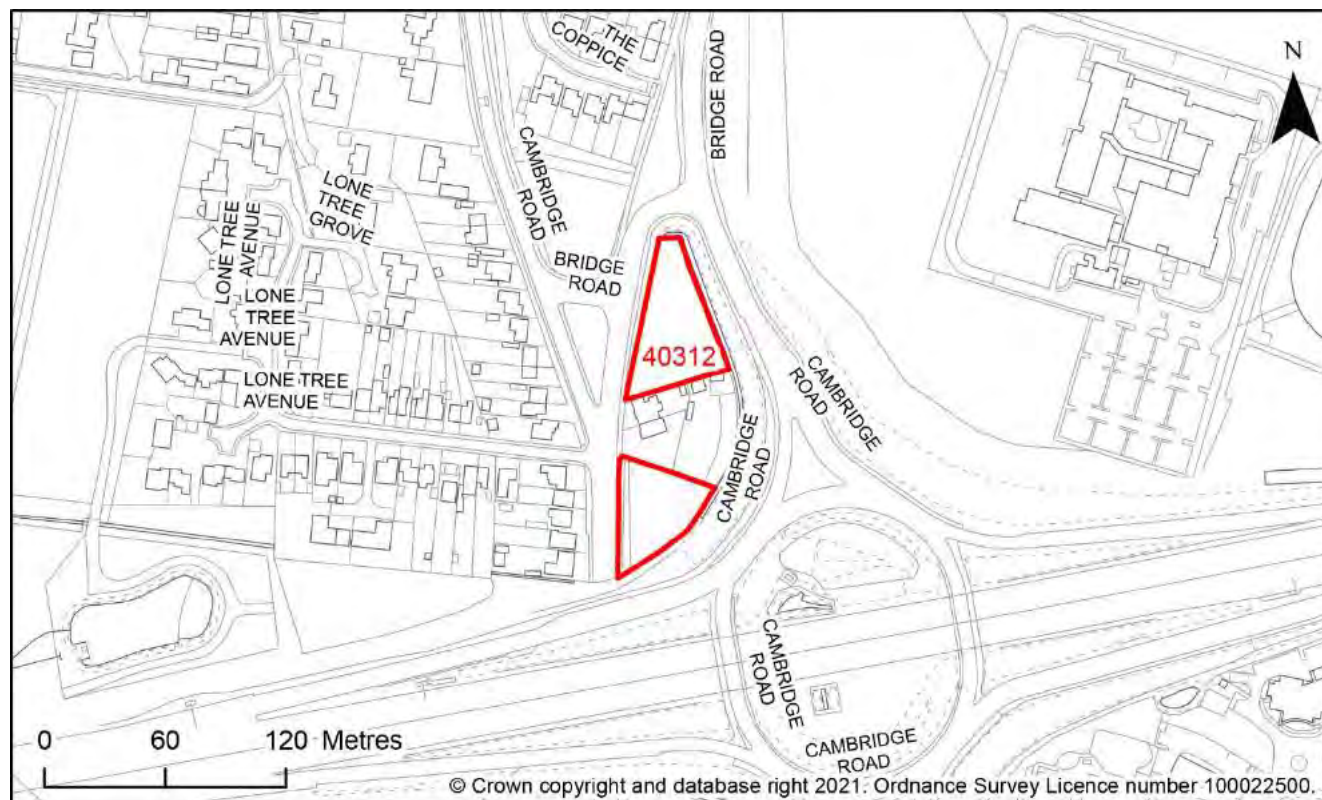 THE
COPPICE
BRIDGE ROAD
N
CAMBRIDGE
ROAD
LONE
TREE
GROVE
LONE TREE
AVENUE
BRIDGE
ROAD
LONE
TREE
AVENUE
40312
CAMBRIDGE
ROAD
LONE TREE
AVENUE
CAMBRIDGE
ROAD
CAMBRIDGE
ROAD
CAMBRIDGE
ROAD
0 60 120 Metres
© Crown copyright and database right 2021. Ordnance Survey Licence number 100022500.